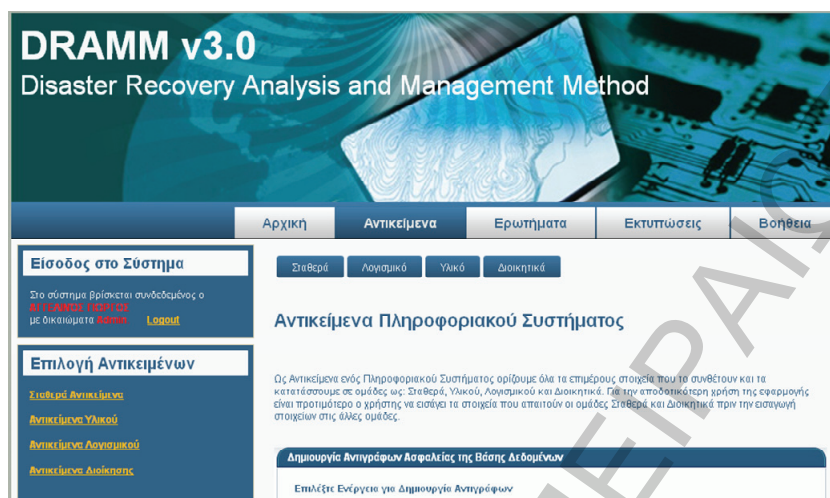 DRAMM v3.0
Disaster Recovery Analysis and Management Method
Αρχική Αντικείμενα Ερωτήματα Εκτυπώσεις Βοήθεια
Είσοδος στο Σύστημα
Στο σύστημα βρίσκεται συνδεδεμένος ο
με δικαιώματα Admin Logout
Επιλογή Αντικειμένων
Σταθερά Αντικείμενα
Αντικείμενα Υλικού
Αντικείμενα Λογισμικού
Αντικείμενα Διοίκησης
Σταθερά Λογισμικό Υλικό Διοικητικά
Αντικείμενα Πληροφοριακού Συστήματος
Ως Αντικείμενα ενός Πληροφοριακού Συστήματος ορίζουμε όλα τα επιμέρους στοιχεία που το συνθέτουν και τα
κατατάσσουμε σε ομάδες ως: Σταθερά, Υλικού, Λογισμικού και Διοικητικά. Για την αποδοτικότερη χρήση της εφαρμογής
είναι προτιμότερο ο χρήστης να εισάγει τα στοιχεία που απαιτούν οι ομάδες Σταθερά και Διοικητικά πριν την εισαγωγή
στοιχείων στις άλλες ομάδες.
Δημιουργία Αντιγράφων Ασφαλείας της Βάσης Δεδομένων
Επιλέξτε Ενέργεια για Δημιουργία Αντιγράφων
ΠΕΙΡΑΙΩ